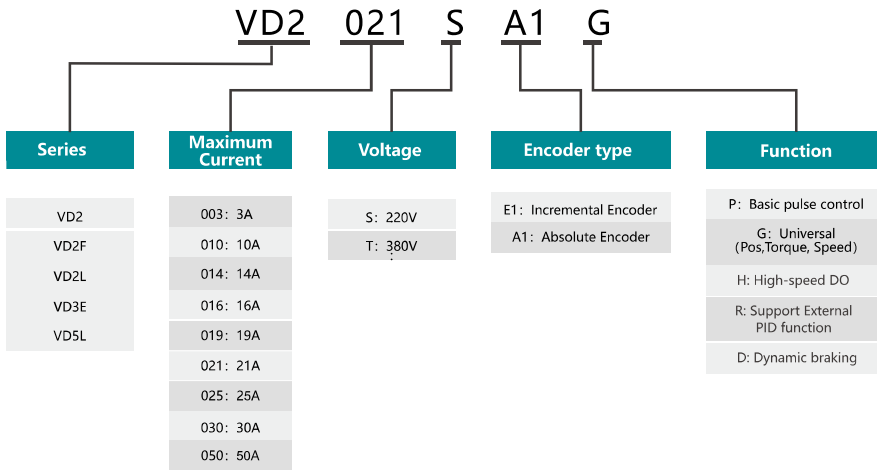 VD2 021 S A1 G
Series
Maximum
Current
Voltage
Encoder type
Function
VD2
VD2F
VD2L
VD3E
VD5L
003: 3A
010: 10A
014: 14A
016: 16A
019: 19A
021: 21A
025: 25A
030: 30A
050: 50A
S: 220V
T: 380V
E1: Incremental Encoder
A1: Absolute Encoder
P: Basic pulse control
G: Universal
(Pos,Torque, Speed)
H: High-speed DO
R: Support External
PID function
D: Dynamic braking